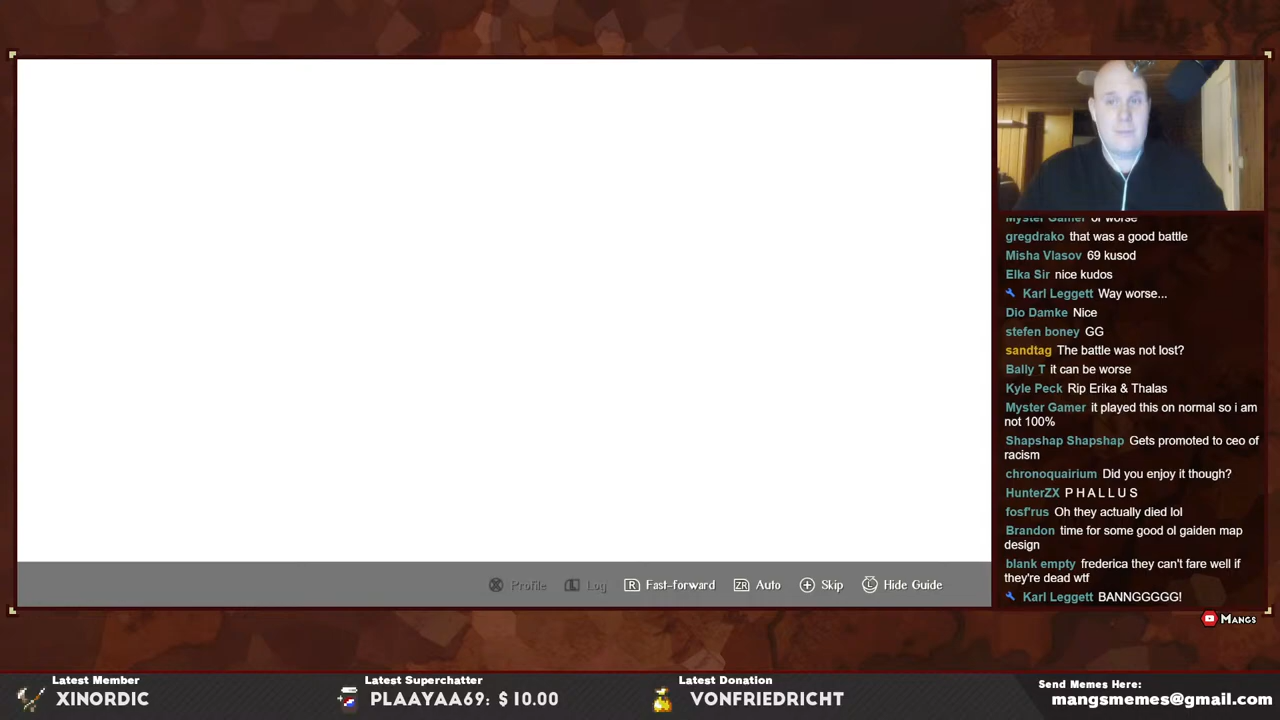 Myster Gamer or worse
gregdrako that was a good battle
Misha Vlasov 69 kusod
Elka Sir nice kudos
Karl Leggett Way worse...
Dio Damke Nice
stefen boney GG
sandtag The battle was not lost?
Bally T it can be worse
Kyle Peck Rip Erika & Thalas
Myster Gamer it played this on normal so i am
not 100%
Shapshap Shapshap Gets promoted to ceo of
racism
chronoquairium Did you enjoy it though?
HunterZX P H A L L U S
fosf'rus Oh they actually died lol
Brandon time for some good ol gaiden map
design
blank empty frederica they can't fare well if
they're dead wtf
Karl Leggett BANNGGGGG!
X Profile L Log R Fast-forward ZR Auto + Skip L Hide Guide
Mangs
Latest Member
XINORDIC
Latest Superchatter
PLAAYAA69: $10.00
Latest Donation
VONFRIEDRICHT
Send Memes Here:
mangsmemes@gmail.com